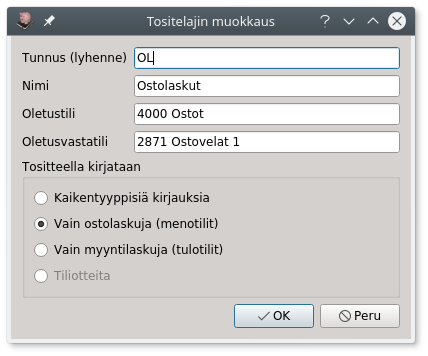 Tositelajin muokkaus
Tunnus (lyhenne) OL
Nimi Ostolaskut
Oletustili 4000 Ostot
Oletusvastatili 2871 Ostovelat 1
Tositteella kirjataan
Kaikentyyppisiä kirjauksia
Vain ostolaskuja (menotilit)
Vain myyntilaskuja (tulotilit)
Tiliotteita
OK Peru